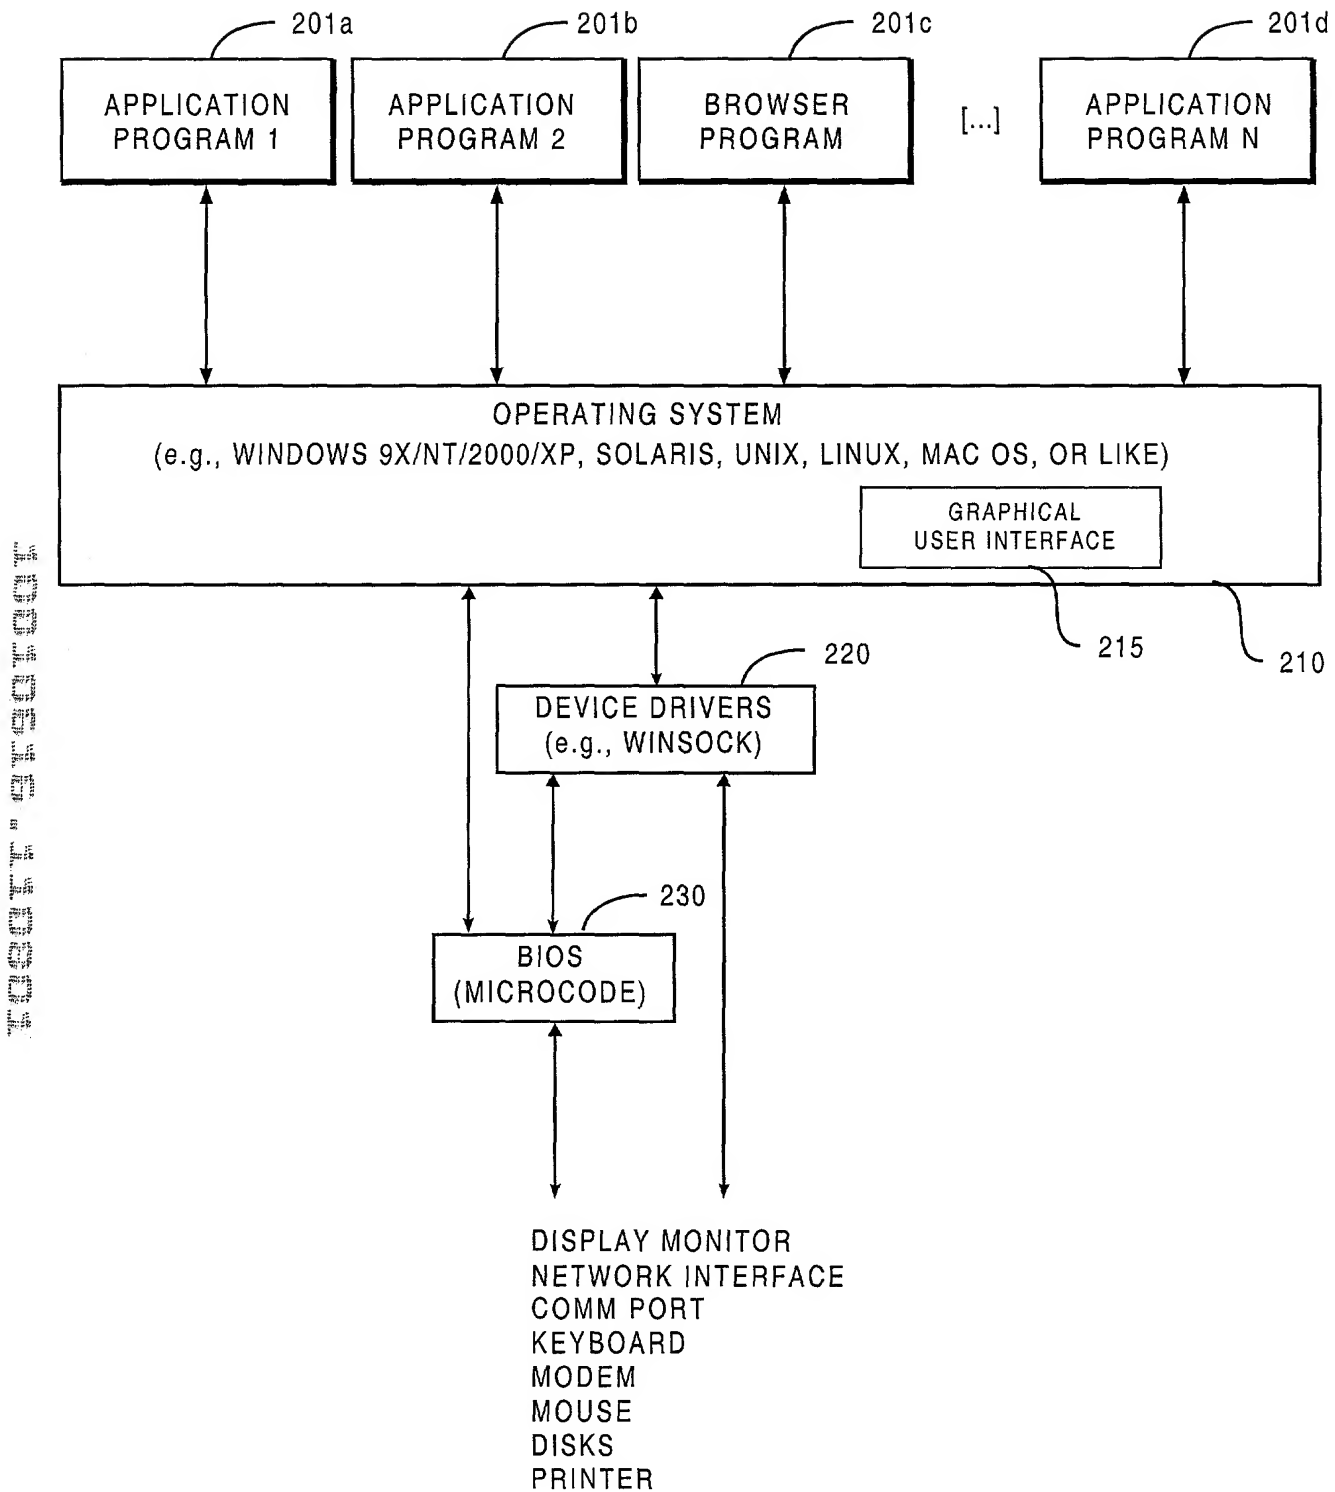 201a
201b
201c
201d
APPLICATION
PROGRAM 1
APPLICATION
PROGRAM 2
BROWSER
PROGRAM
[...]
APPLICATION
PROGRAM N
OPERATING SYSTEM
(e.g., WINDOWS 9X/NT/2000/XP, SOLARIS, UNIX, LINUX, MAC OS, OR LIKE)
GRAPHICAL
USER INTERFACE
215
210
220
DEVICE DRIVERS
(e.g., WINSOCK)
230
BIOS
(MICROCODE)
DISPLAY MONITOR
NETWORK INTERFACE
COMM PORT
KEYBOARD
MODEM
MOUSE
DISKS
PRINTER